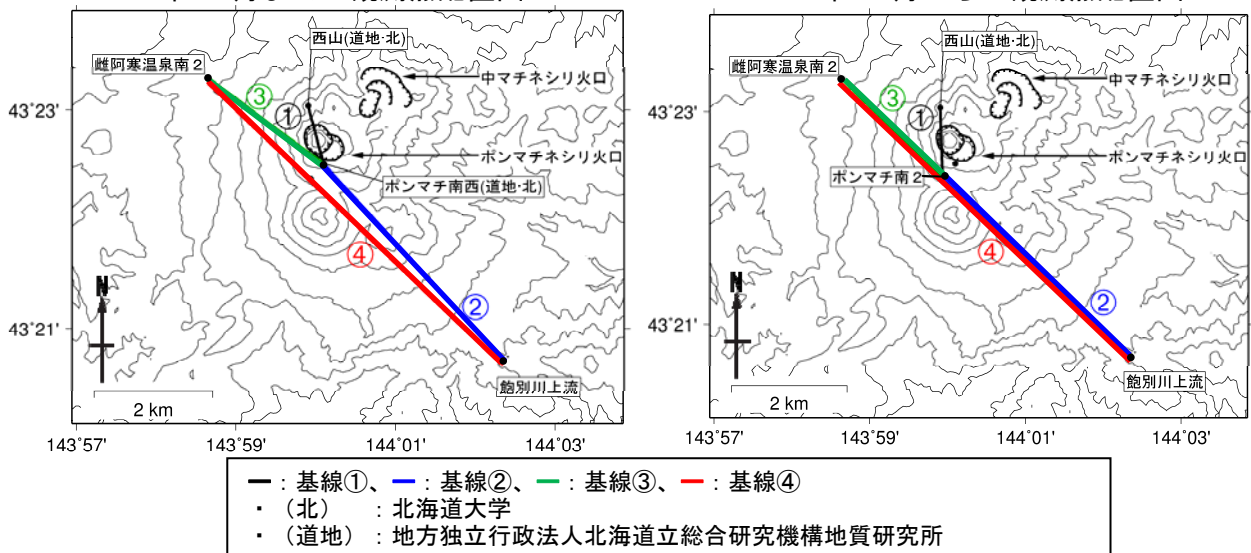 西山(道地・北)
雌阿寒温泉南2
中マチネシリ火口
43°23'
③
①
ポンマチネシリ火口
ポンマチ南西(道地・北)
④
N
②
43°21'
飽別川上流
2 km
143°57'
143°59'
144°01'
144°03'
西山(道地・北)
雌阿寒温泉南2
中マチネシリ火口
43°23'
③
①
ポンマチネシリ火口
ポンマチ南2
④
N
②
43°21'
飽別川上流
2 km
143°57'
143°59'
144°01'
144°03'
ー:基線①、ー:基線②、ー:基線③、ー:基線④
・(北) :北海道大学
・(道地):地方独立行政法人北海道立総合研究機構地質研究所